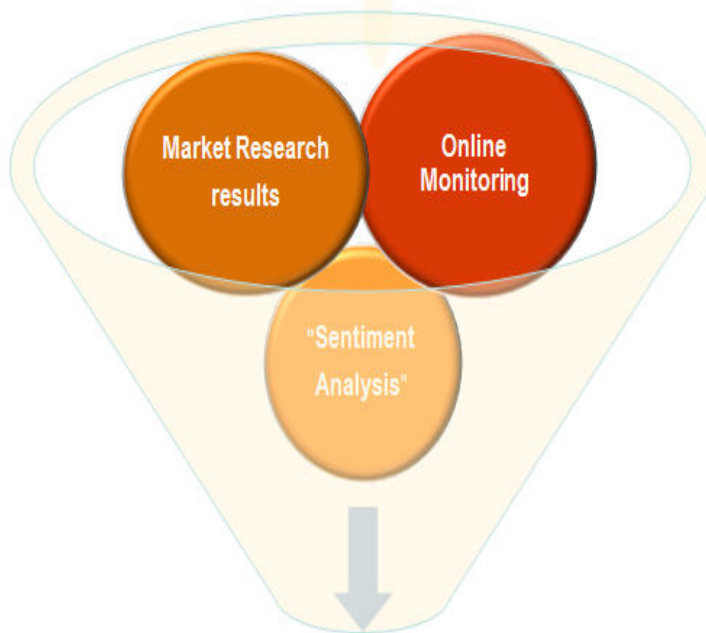 Market Research
results
Online
Monitoring
"Sentiment
Analysis"